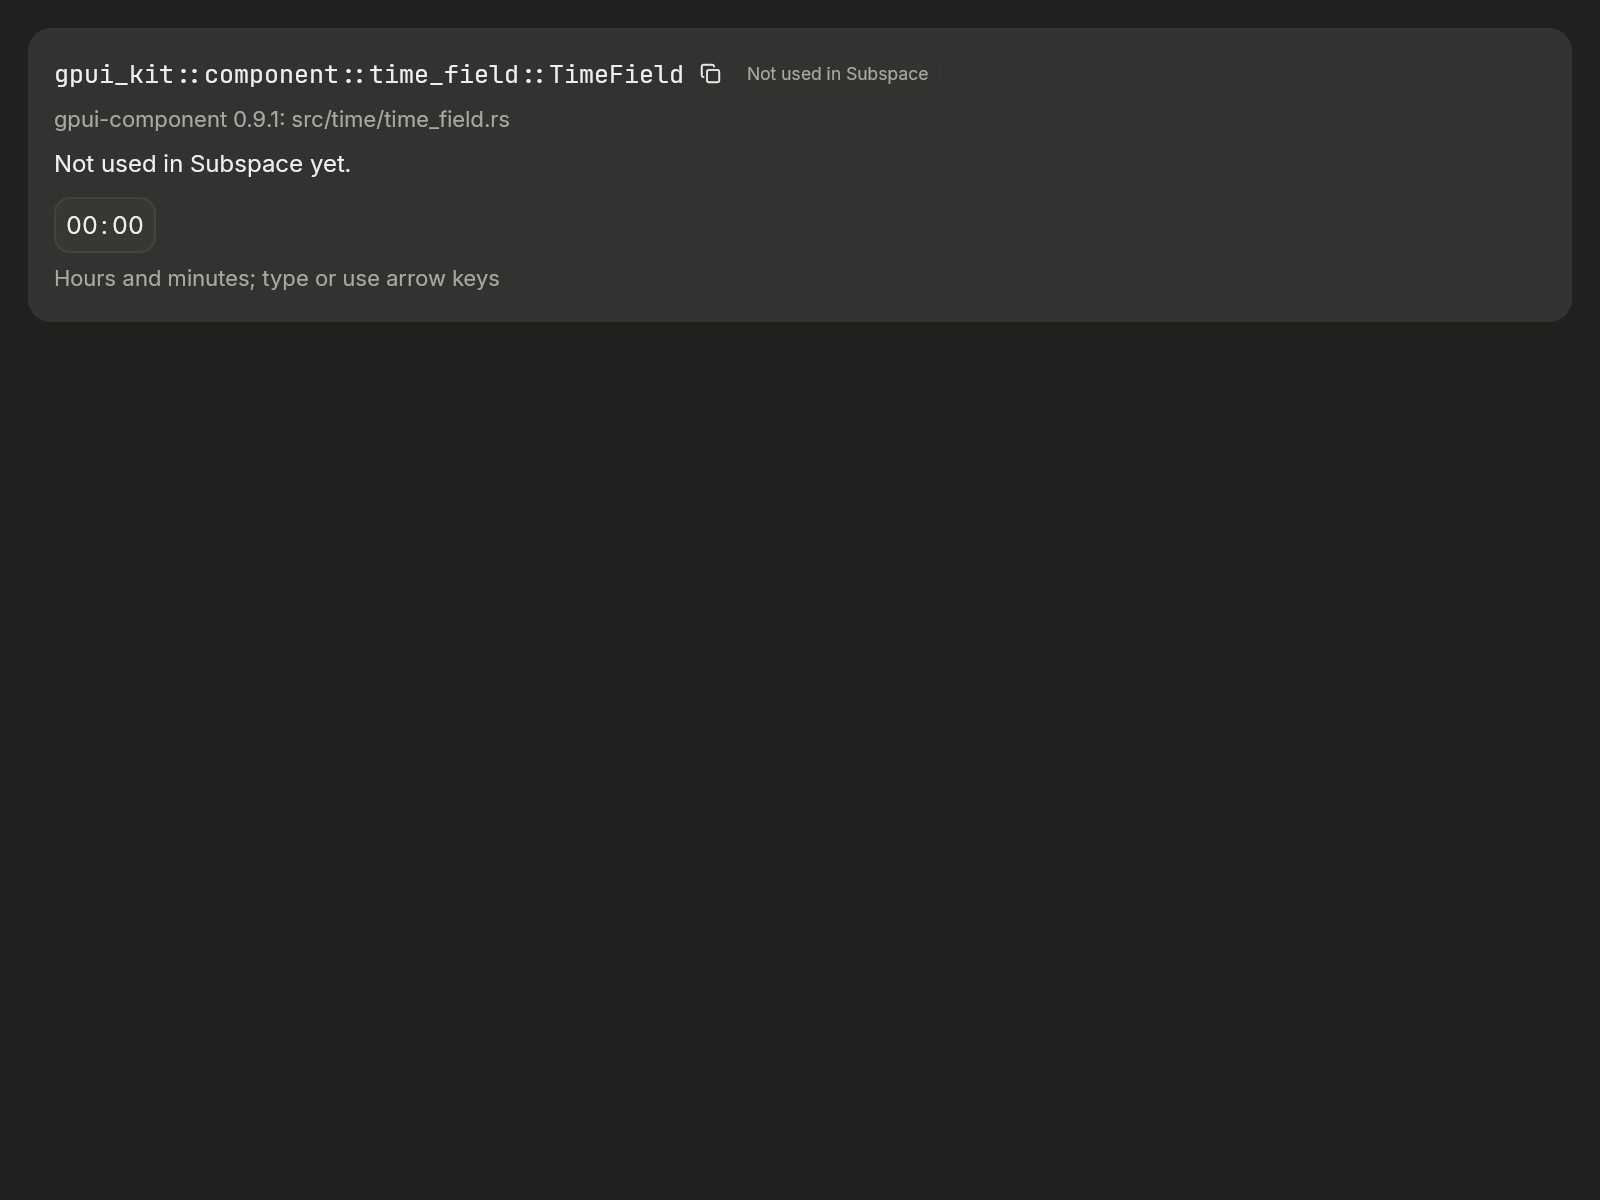 gpui_kit::component::time_field::TimeField Not used in Subspace
gpui-component 0.9.1: src/time/time_field.rs
Not used in Subspace yet.
00:00
Hours and minutes; type or use arrow keys